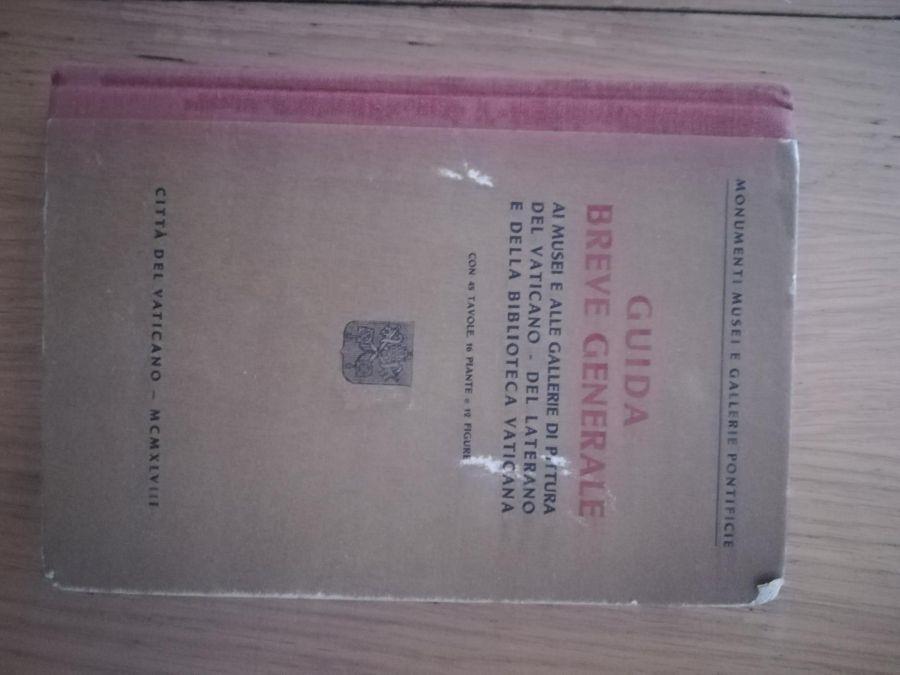 MONUMENTI MUSEI E GALLERIE PONTIFICIE
GUIDA
BREVE GENERALE
AI MUSEI E ALLE GALLERIE DI PITTURA
DEL VATICANO - DEL LATERANO
E DELLA BIBLIOTECA VATICANA
CON 45 TAVOLE, 16 PIANTE e 19 FIGURE
CITTÀ DEL VATICANO – MCMXLVIII